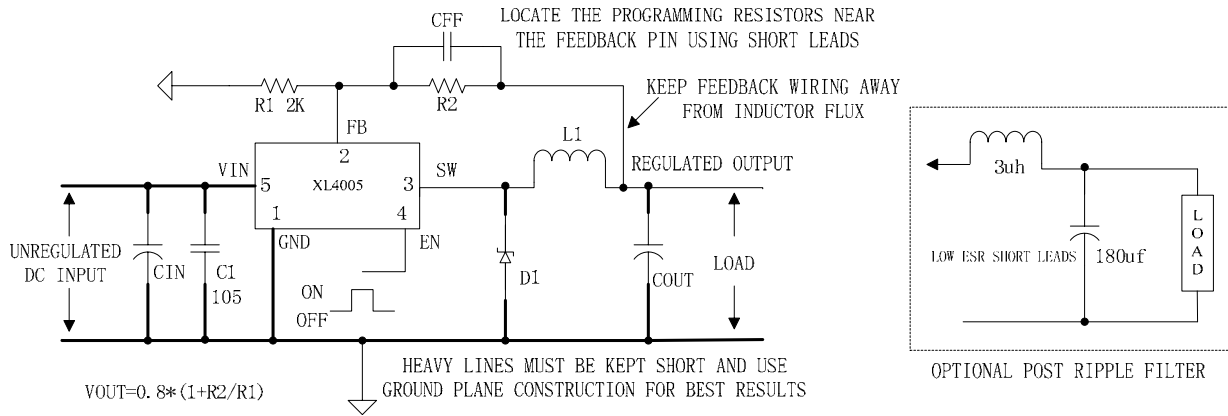 LOCATE THE PROGRAMMING RESISTORS NEAR
THE FEEDBACK PIN USING SHORT LEADS
CFF
R1 2K
R2
KEEP FEEDBACK WIRING AWAY
FROM INDUCTOR FLUX
FB
2
L1
VIN
SW
REGULATED OUTPUT
5
XL4005
3
1
4
GND
EN
UNREGULATED
DC INPUT
CIN
C1
105
ON
OFF
D1
COUT
LOAD
HEAVY LINES MUST BE KEPT SHORT AND USE
GROUND PLANE CONSTRUCTION FOR BEST RESULTS
VOUT=0.8*(1+R2/R1)
3uh
LOW ESR SHORT LEADS
180uf
LOAD
OPTIONAL POST RIPPLE FILTER